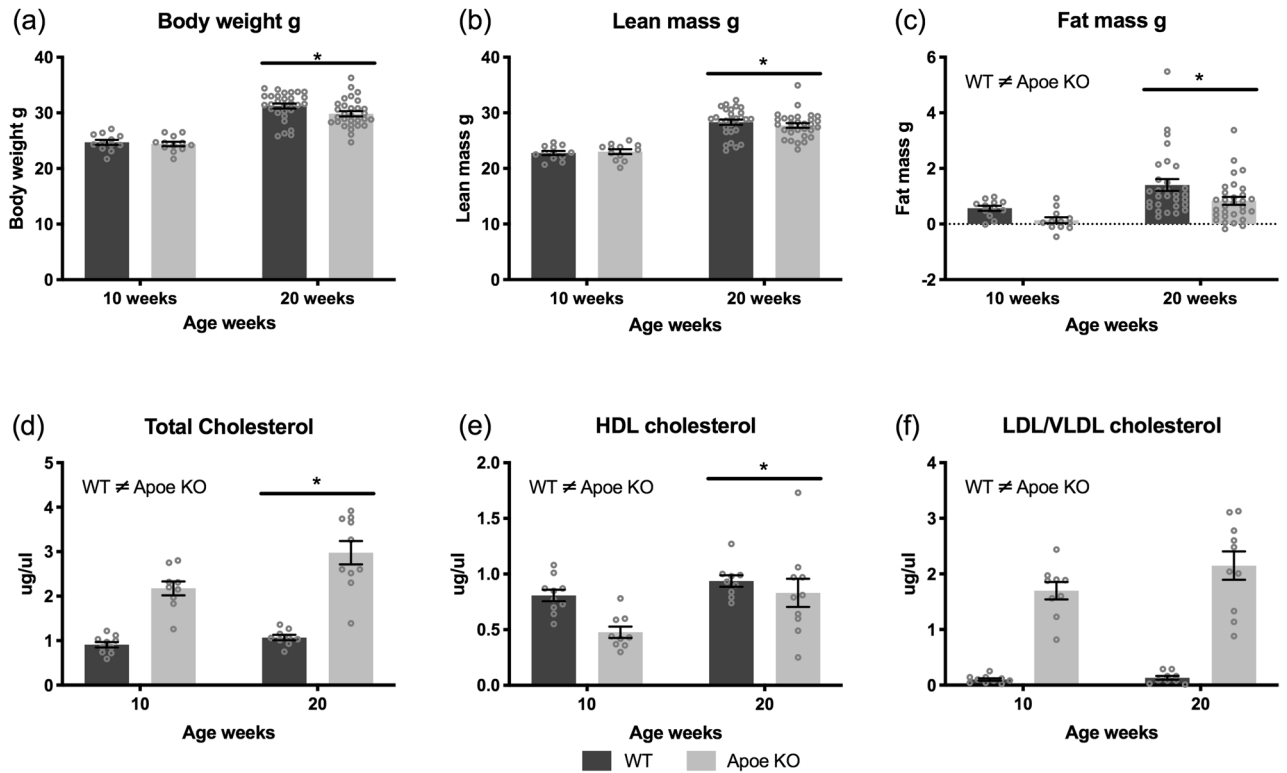 (a)
Body weight g
Body weight g
40
30
20
10
0
*
10 weeks
20 weeks
Age weeks
(b)
Lean mass g
Lean mass g
40
30
20
10
0
*
10 weeks
20 weeks
Age weeks
(c)
Fat mass g
Fat mass g
6
4
2
0
-2
WT ≠ Apoe KO
*
10 weeks
20 weeks
Age weeks
(d)
Total Cholesterol
ug/ul
5
4
3
2
1
0
WT ≠ Apoe KO
*
10
20
Age weeks
(e)
HDL cholesterol
ug/ul
2.0
1.5
1.0
0.5
0.0
WT ≠ Apoe KO
*
10
20
Age weeks
(f)
LDL/VLDL cholesterol
ug/ul
4
3
2
1
0
WT ≠ Apoe KO
10
20
Age weeks
WT
Apoe KO